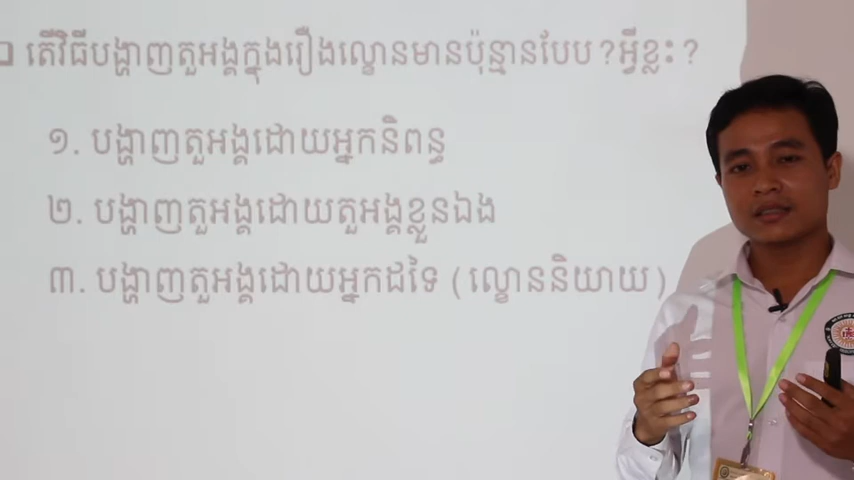 តើវិធីបង្ហាញតួអង្គក្នុងរឿងល្ខោនមានប៉ុន្មានបែប?អ្វីខ្លះ?
១. បង្ហាញតួអង្គដោយអ្នកនិពន្ធ
២. បង្ហាញតួអង្គដោយតួអង្គខ្លួនឯង
៣. បង្ហាញតួអង្គដោយអ្នកដទៃ (ល្ខោននិយាយ)